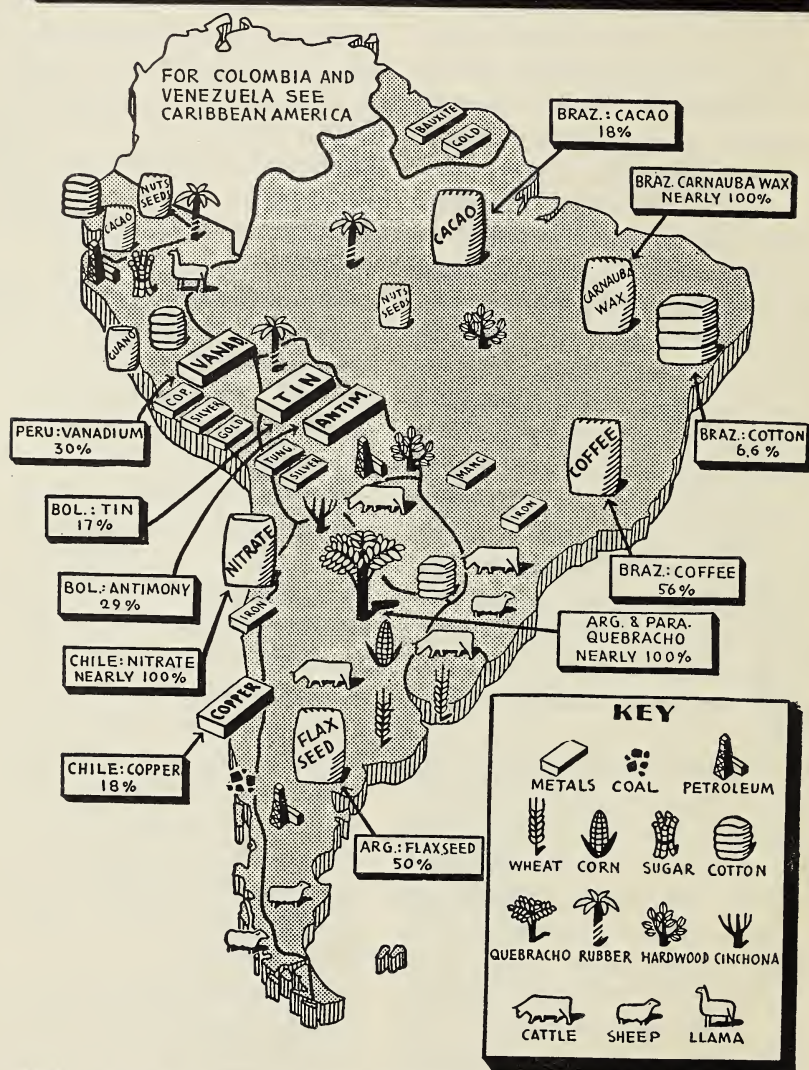 FOR COLOMBIA AND
VENEZUELA SEE
CARIBBEAN AMERICA
BAUXITE
GOLD
BRAZ.: CACAO
18%
BRAZ. CARNAUBA WAX
NEARLY 100%
NUTS
SEEDS
CACAO
CACAO
NUTS
SEEDS
CARNAUBA
WAX
GUANO
VANAD.
COP.
SILVER
GOLD
TIN
ANTIM.
TUNG.
SILVER
MANG
IRON
COFFEE
PERU: VANADIUM
30%
BRAZ.: COTTON
6.6 %
BOL.: TIN
17%
NITRATE
BOL.: ANTIMONY
29%
BRAZ.: COFFEE
56%
IRON
ARG. & PARA-
QUEBRACHO
NEARLY 100%
CHILE: NITRATE
NEARLY 100%
COPPER
FLAX
SEED
CHILE: COPPER
18%
ARG.: FLAXSEED
50%
KEY
METALS COAL PETROLEUM
WHEAT CORN SUGAR COTTON
QUEBRACHO RUBBER HARDWOOD CINCHONA
CATTLE SHEEP LLAMA